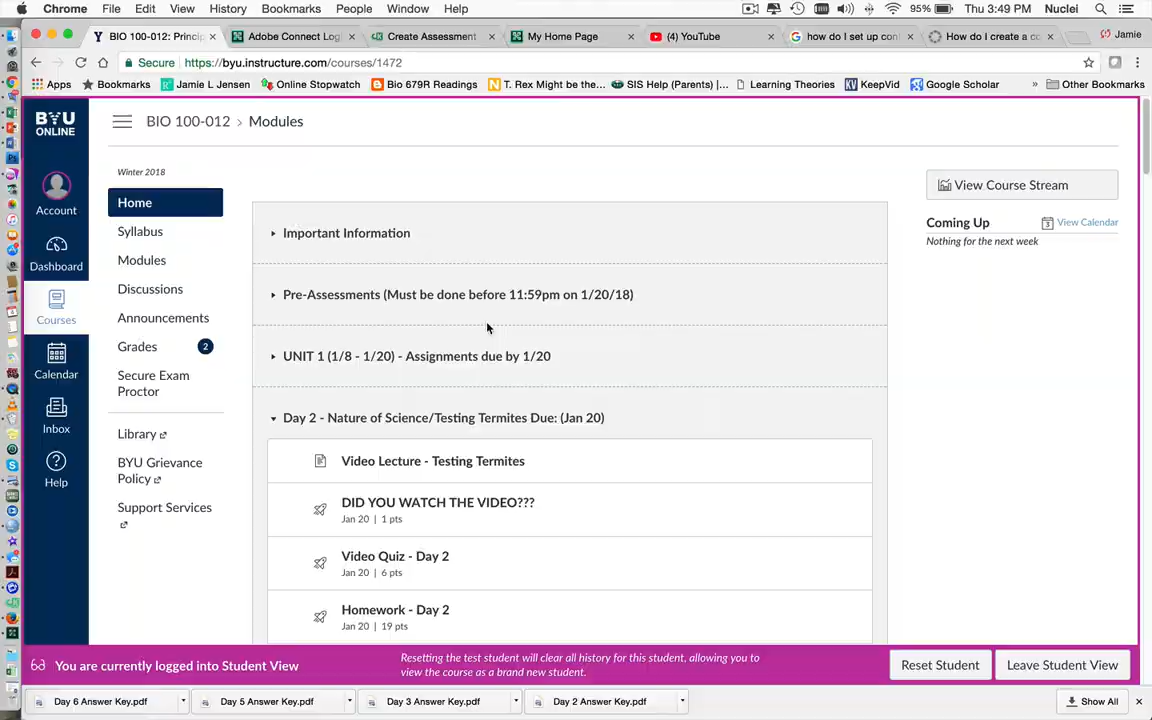 Chrome File Edit View History Bookmarks People Window Help 95% Thu 3:49 PM Nuclei
BIO 100-012: Princip Adobe Connect Log Create Assessment My Home Page (4) YouTube how do i set up conf How do I create a co Jamie
Secure https://byu.instructure.com/courses/1472
Apps Bookmarks Jamie L Jensen Online Stopwatch Bio 679R Readings T. Rex Might be the... SIS Help (Parents) |... Learning Theories KeepVid Google Scholar » Other Bookmarks
BYU
ONLINE
Account
Dashboard
Courses
Calendar
Inbox
Help
BIO 100-012 > Modules
Winter 2018
Home
Syllabus
Modules
Discussions
Announcements
Grades 2
Secure Exam
Proctor
Library
BYU Grievance
Policy
Support Services
Important Information
Pre-Assessments (Must be done before 11:59pm on 1/20/18)
UNIT 1 (1/8 - 1/20) - Assignments due by 1/20
Day 2 - Nature of Science/Testing Termites Due: (Jan 20)
Video Lecture - Testing Termites
DID YOU WATCH THE VIDEO???
Jan 20 | 1 pts
Video Quiz - Day 2
Jan 20 | 6 pts
Homework - Day 2
Jan 20 | 19 pts
View Course Stream
Coming Up View Calendar
Nothing for the next week
You are currently logged into Student View
Resetting the test student will clear all history for this student, allowing you to
view the course as a brand new student.
Reset Student Leave Student View
Day 6 Answer Key.pdf Day 5 Answer Key.pdf Day 3 Answer Key.pdf Day 2 Answer Key.pdf Show All